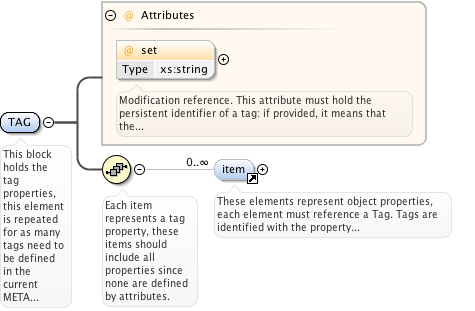 @ Attributes
@ set
Type xs:string
Modification reference. This attribute must hold the
persistent identifier of a tag: if provided, it means that
the...
TAG
This block
holds the
tag
properties,
this element
is repeated
for as many
tags need to
be defined
in the
current
META...
0..∞
item
Each item
represents a tag
property, these
items should
include all
properties since
none are defined
by attributes.
These elements represent object properties,
each element must reference a Tag. Tags are
identified with the property...